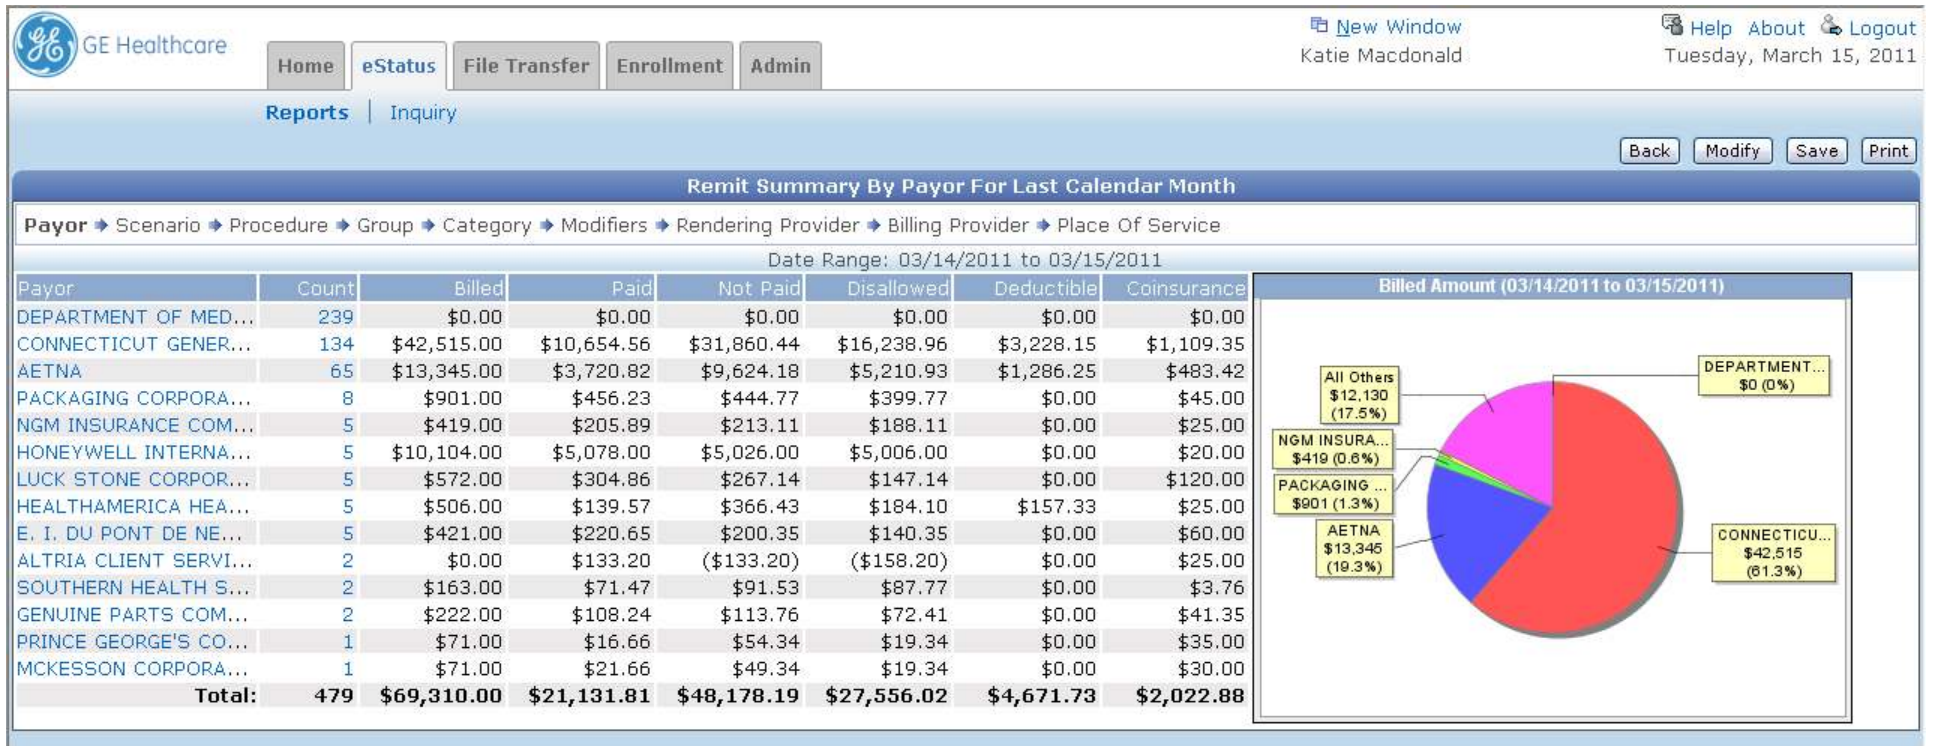 GE Healthcare
New Window
Help About Logout
Katie Macdonald
Tuesday, March 15, 2011
Home eStatus File Transfer Enrollment Admin
Reports | Inquiry
Back Modify Save Print
Remit Summary By Payor For Last Calendar Month
Payor Scenario Procedure Group Category Modifiers Rendering Provider Billing Provider Place Of Service
Date Range: 03/14/2011 to 03/15/2011
Payor Count Billed Paid Not Paid Disallowed Deductible Coinsurance
DEPARTMENT OF MED... 239 $0.00 $0.00 $0.00 $0.00 $0.00 $0.00
CONNECTICUT GENER... 134 $42,515.00 $10,654.56 $31,860.44 $16,238.96 $3,228.15 $1,109.35
AETNA 65 $13,345.00 $3,720.82 $9,624.18 $5,210.93 $1,286.25 $483.42
PACKAGING CORPORA... 8 $901.00 $456.23 $444.77 $399.77 $0.00 $45.00
NGM INSURANCE COM... 5 $419.00 $205.89 $213.11 $188.11 $0.00 $25.00
HONEYWELL INTERNA... 5 $10,104.00 $5,078.00 $5,026.00 $5,006.00 $0.00 $20.00
LUCK STONE CORPOR... 5 $572.00 $304.86 $267.14 $147.14 $0.00 $120.00
HEALTHAMERICA HEA... 5 $506.00 $139.57 $366.43 $184.10 $157.33 $25.00
E. I. DU PONT DE NE... 5 $421.00 $220.65 $200.35 $140.35 $0.00 $60.00
ALTRIA CLIENT SERVI... 2 $0.00 $133.20 ($133.20) ($158.20) $0.00 $25.00
SOUTHERN HEALTH S... 2 $163.00 $71.47 $91.53 $87.77 $0.00 $3.76
GENUINE PARTS COM... 2 $222.00 $108.24 $113.76 $72.41 $0.00 $41.35
PRINCE GEORGE'S CO... 1 $71.00 $16.66 $54.34 $19.34 $0.00 $35.00
MCKESSON CORPORA... 1 $71.00 $21.66 $49.34 $19.34 $0.00 $30.00
Total: 479 $69,310.00 $21,131.81 $48,178.19 $27,556.02 $4,671.73 $2,022.88
Billed Amount (03/14/2011 to 03/15/2011)
DEPARTMENT...
$0 (0%)
All Others
$12,130
(17.5%)
NGM INSURA...
$419 (0.6%)
PACKAGING ...
$901 (1.3%)
AETNA
$13,345
(19.3%)
CONNECTICU...
$42,515
(61.3%)